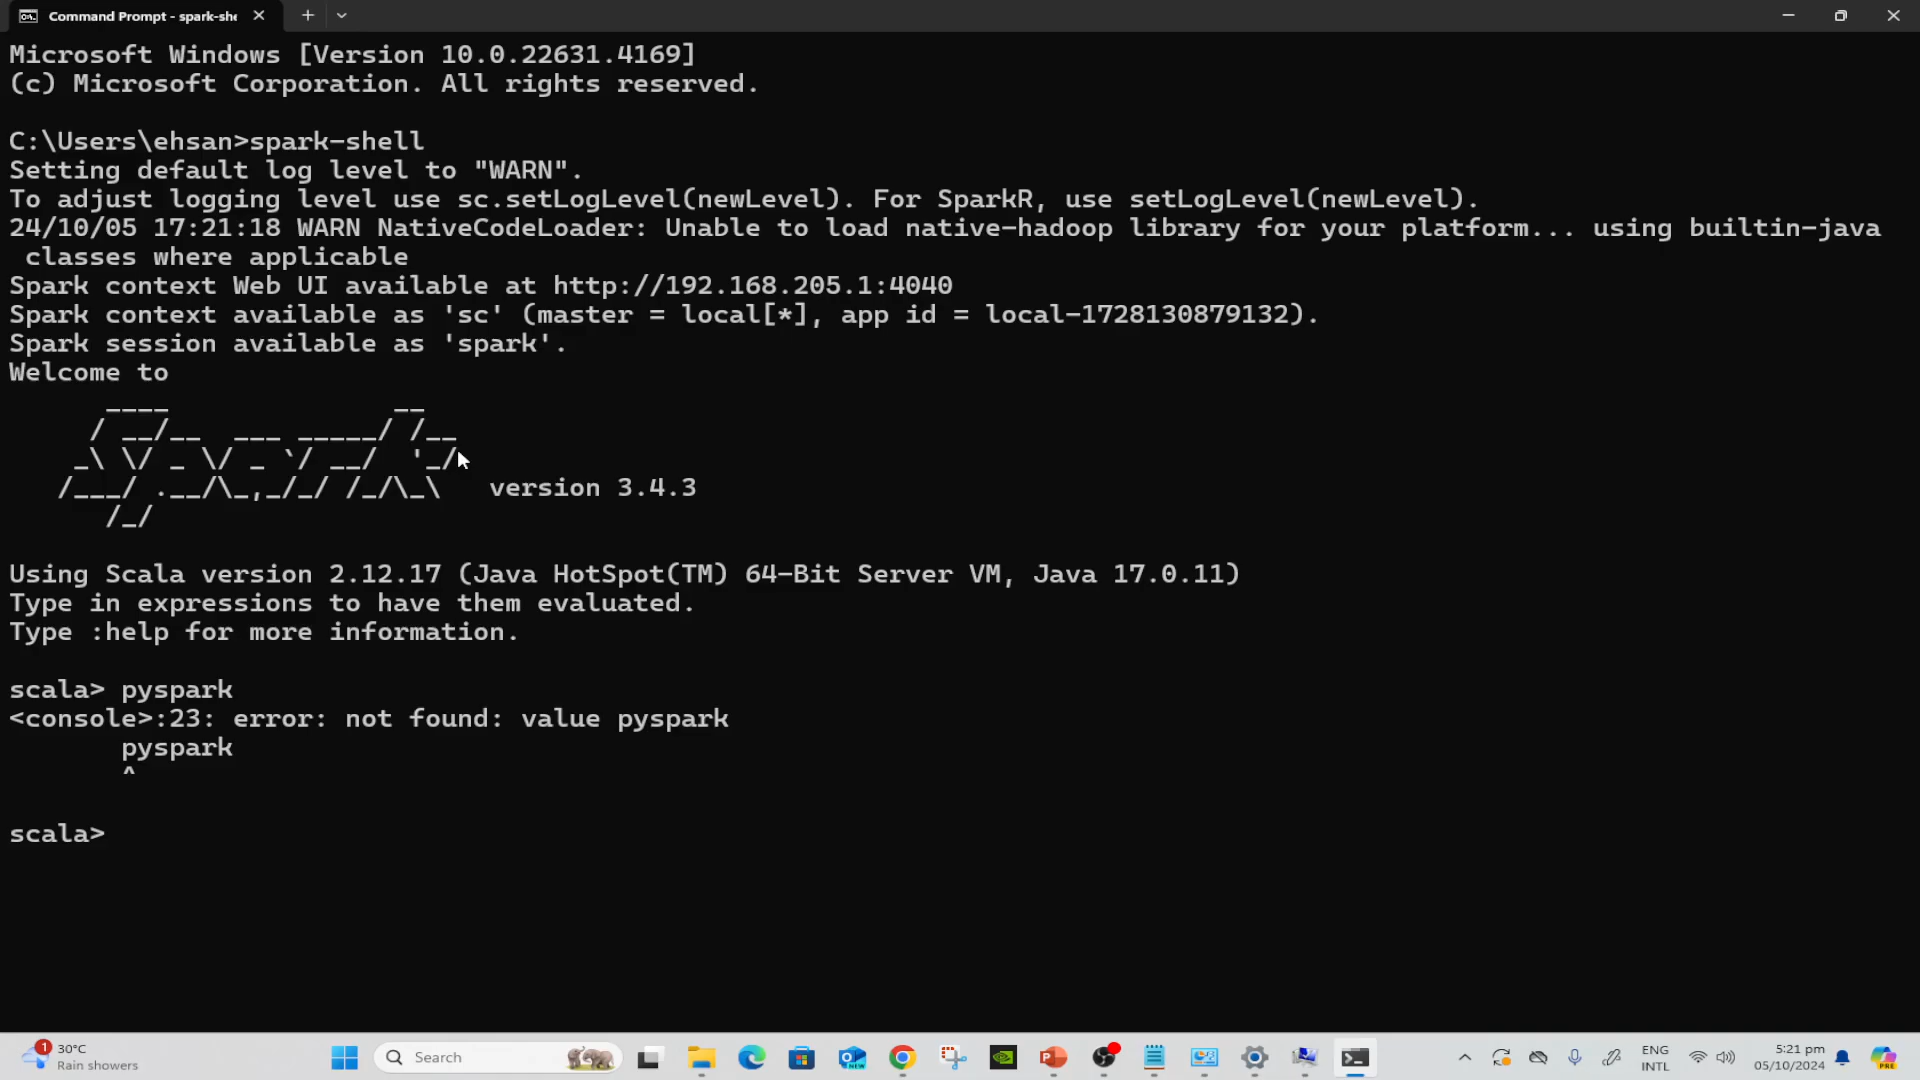 Command Prompt - spark-she
Microsoft Windows [Version 10.0.22631.4169]
(c) Microsoft Corporation. All rights reserved.
C:\Users\ehsan>spark-shell
Setting default log level to "WARN".
To adjust logging level use sc.setLogLevel(newLevel). For SparkR, use setLogLevel(newLevel).
24/10/05 17:21:18 WARN NativeCodeLoader: Unable to load native-hadoop library for your platform... using builtin-java
 classes where applicable
Spark context Web UI available at http://192.168.205.1:4040
Spark context available as 'sc' (master = local[*], app id = local-1728130879132).
Spark session available as 'spark'.
Welcome to
      ____              __
     / __/__  ___ _____/ /__
    _\ \/ _ \/ _ `/ __/  '_/
   /___/ .__/\_,_/_/ /_/\_\   version 3.4.3
      /_/
Using Scala version 2.12.17 (Java HotSpot(TM) 64-Bit Server VM, Java 17.0.11)
Type in expressions to have them evaluated.
Type :help for more information.
scala> pyspark
<console>:23: error: not found: value pyspark
       pyspark
       ^
scala>
1
30°C
Rain showers
Search
NEW
ENG
INTL
5:21 pm
05/10/2024
PRE